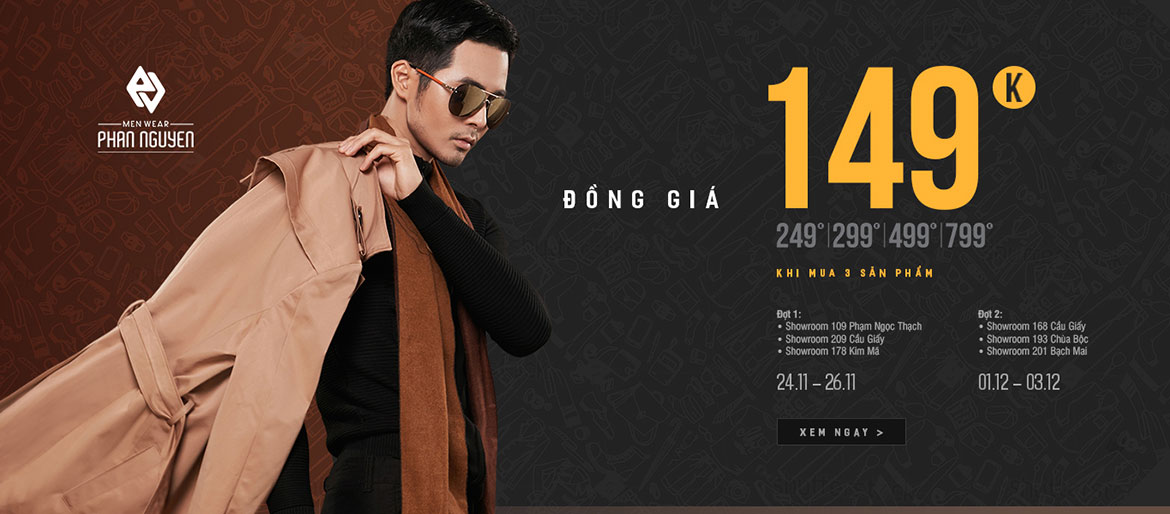 MEN WEAR
PHAN NGUYEN
ĐỒNG GIÁ
149K
249° | 299° | 499° | 799°
KHI MUA 3 SẢN PHẨM
Đợt 1:
• Showroom 109 Phạm Ngọc Thạch
• Showroom 209 Cầu Giấy
• Showroom 178 Kim Mã
24.11 – 26.11
Đợt 2:
• Showroom 168 Cầu Giấy
• Showroom 193 Chùa Bộc
• Showroom 201 Bạch Mai
01.12 – 03.12
XEM NGAY >